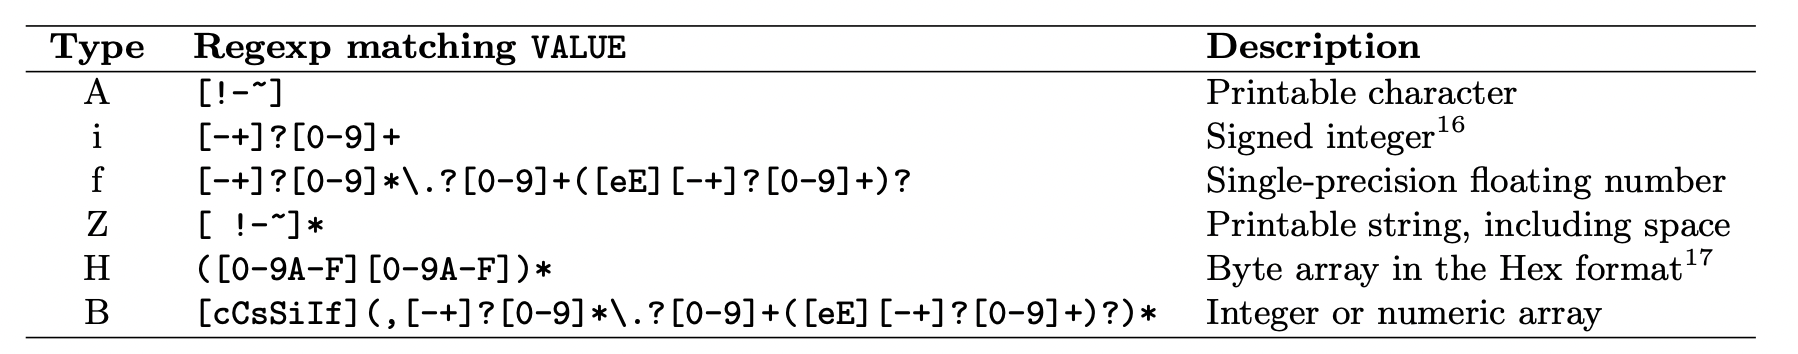 Type Regexp matching VALUE Description
A [!-~] Printable character
i [-+]?[0-9]+ Signed integer16
f [-+]?[0-9]*\.?[0-9]+([eE][-+]?[0-9]+)? Single-precision floating number
Z [ !-~]* Printable string, including space
H ([0-9A-F][0-9A-F])* Byte array in the Hex format17
B [cCsSiIf](,[-+]?[0-9]*\.?[0-9]+([eE][-+]?[0-9]+)?)* Integer or numeric array